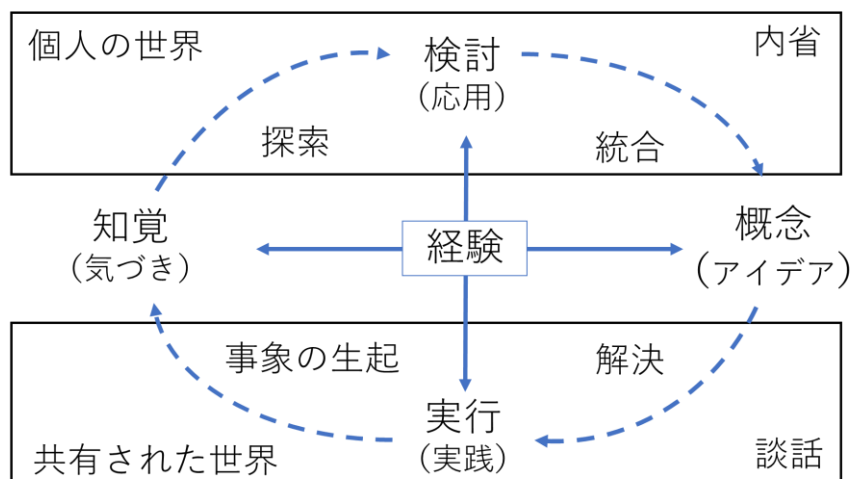 個人の世界
検討
(応用)
内省
探索
統合
知覚
(気づき)
経験
概念
(アイデア)
事象の生起
解決
実行
(実践)
共有された世界
談話